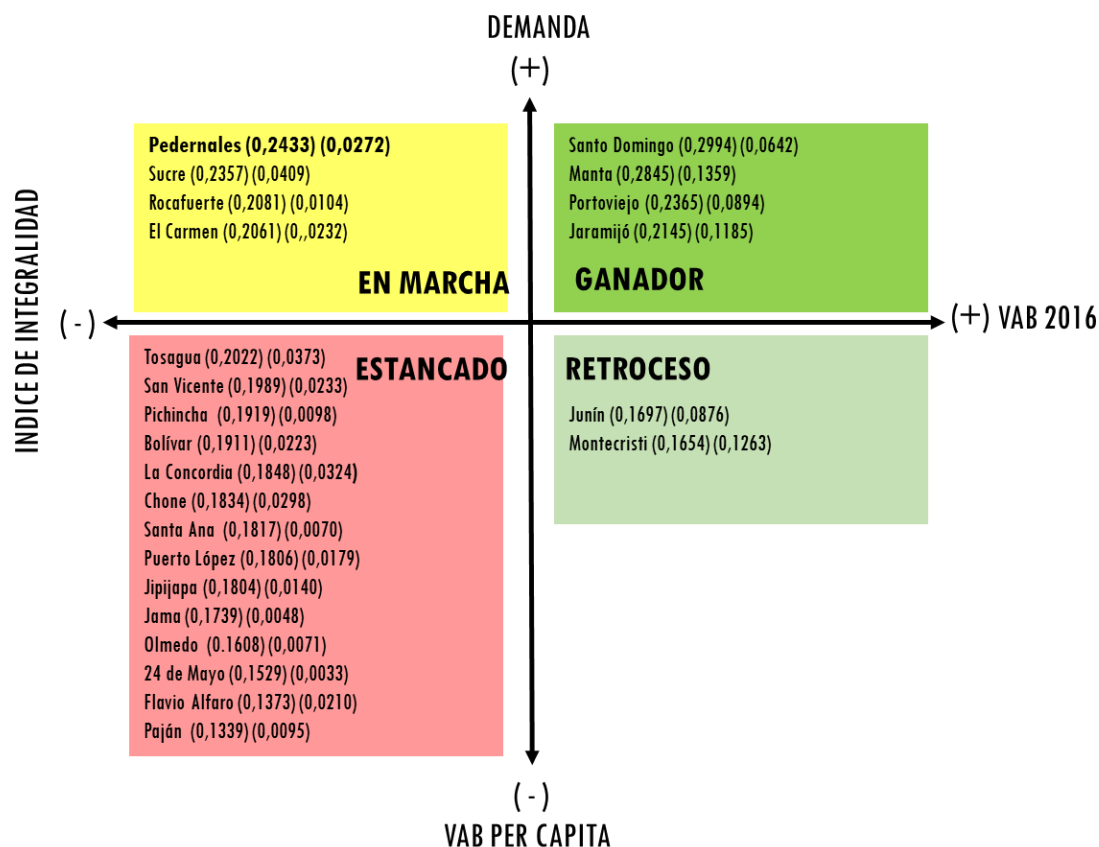 DEMANDA
(+)
Pedernales (0,2433) (0,0272)
Sucre (0,2357) (0,0409)
Rocafuerte (0,2081) (0,0104)
El Carmen (0,2061) (0,,0232)
EN MARCHA
Santo Domingo (0,2994) (0,0642)
Manta (0,2845) (0,1359)
Portoviejo (0,2365) (0,0894)
Jaramijó (0,2145) (0,1185)
GANADOR
INDICE DE INTEGRALIDAD
(-)
(+) VAB 2016
ESTANCADO
Tosagua (0,2022) (0,0373)
San Vicente (0,1989) (0,0233)
Pichincha (0,1919) (0,0098)
Bolívar (0,1911) (0,0223)
La Concordia (0,1848) (0,0324)
Chone (0,1834) (0,0298)
Santa Ana (0,1817) (0,0070)
Puerto López (0,1806) (0,0179)
Jipijapa (0,1804) (0,0140)
Jama (0,1739) (0,0048)
Olmedo (0.1608) (0,0071)
24 de Mayo (0,1529) (0,0033)
Flavio Alfaro (0,1373) (0,0210)
Paján (0,1339) (0,0095)
RETROCESO
Junín (0,1697) (0,0876)
Montecristi (0,1654) (0,1263)
(-)
VAB PER CAPITA